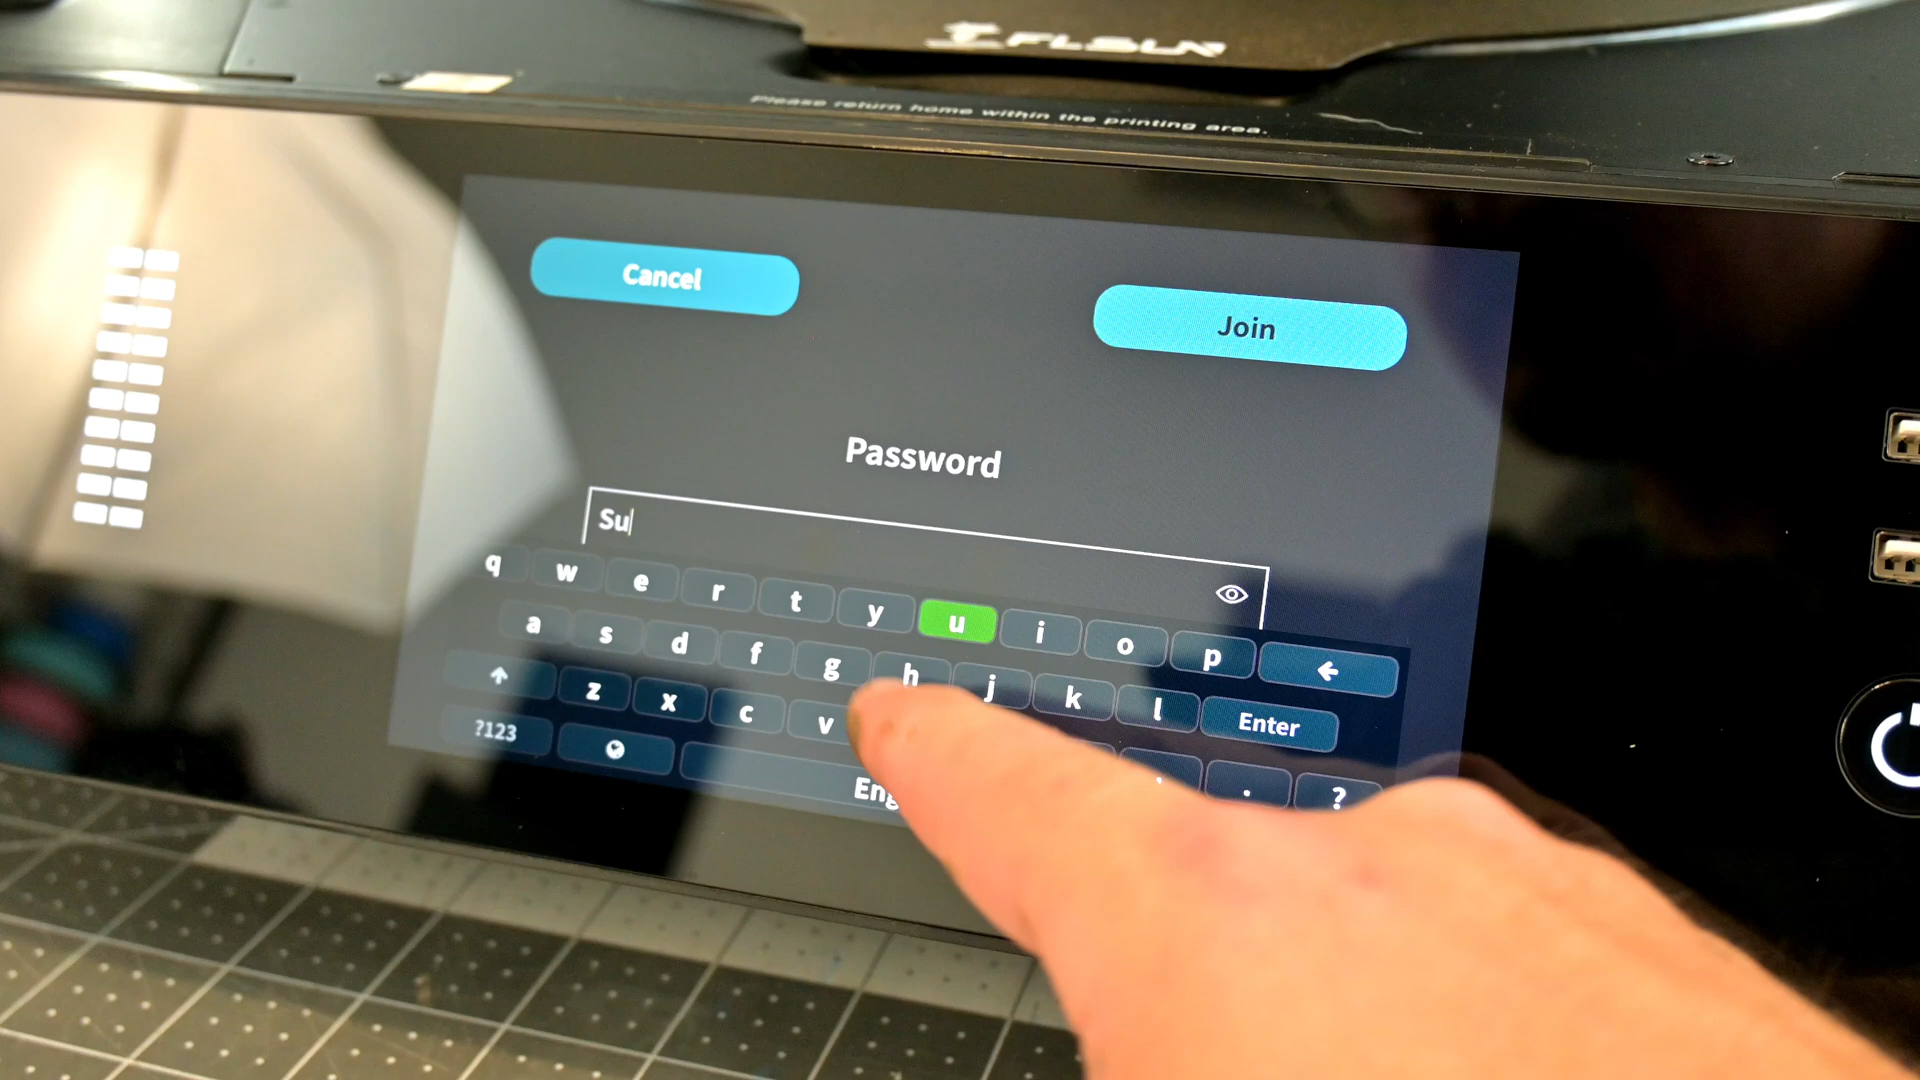 FLSUN
Please return home within the printing area.
Cancel
Join
Password
Su
q w e r t y u i o p ←
a s d f g h j k l Enter
↑ z x c v
?123 . ?